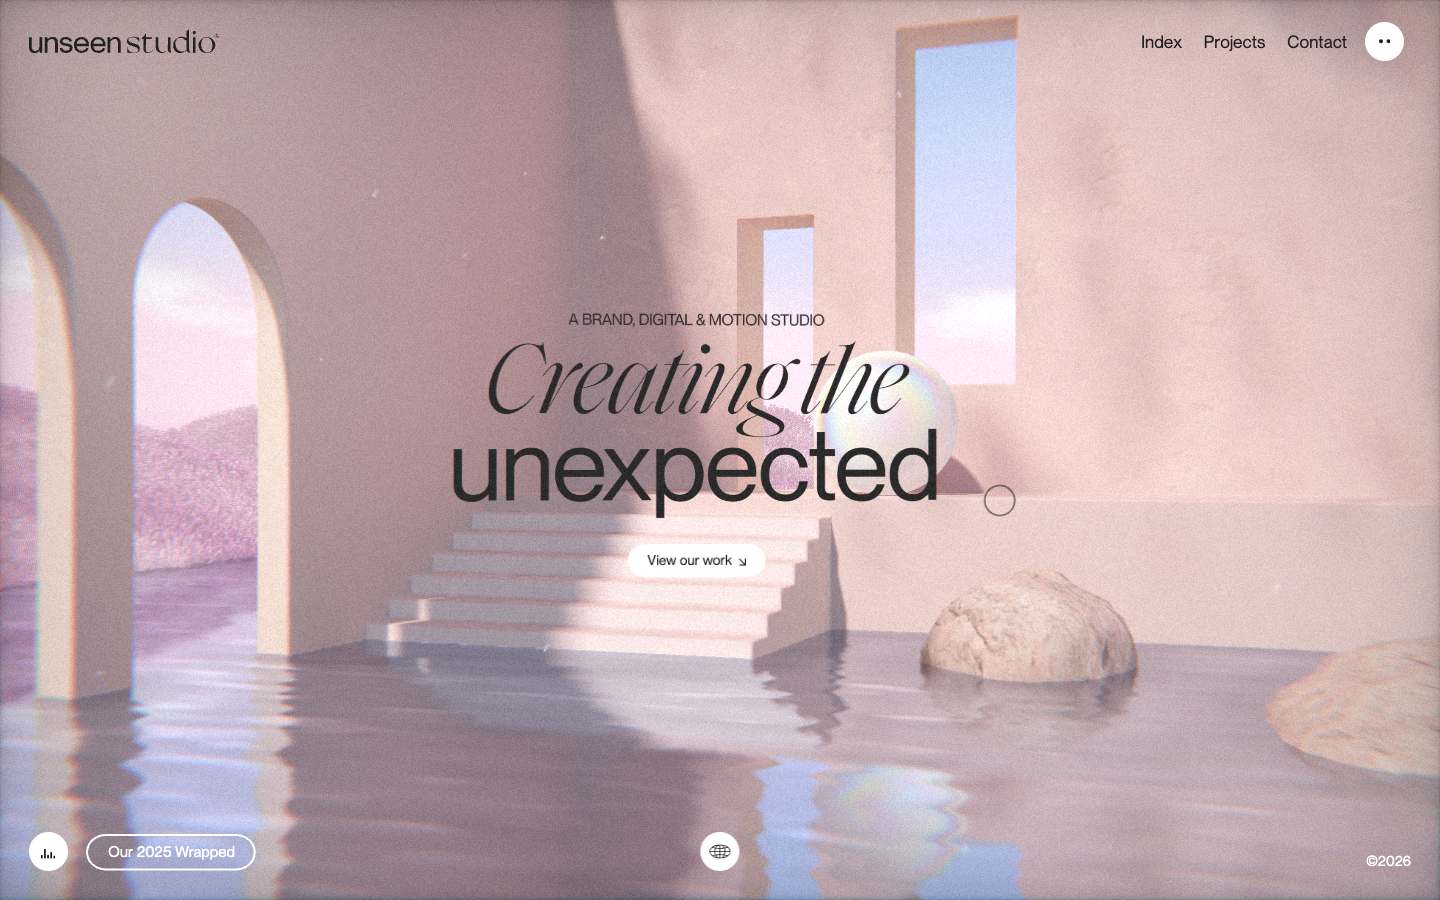 unseen studio
Index
Projects
Contact
A BRAND, DIGITAL & MOTION STUDIO
Creating the
unexpected
View our work
Our 2025 Wrapped
©2026